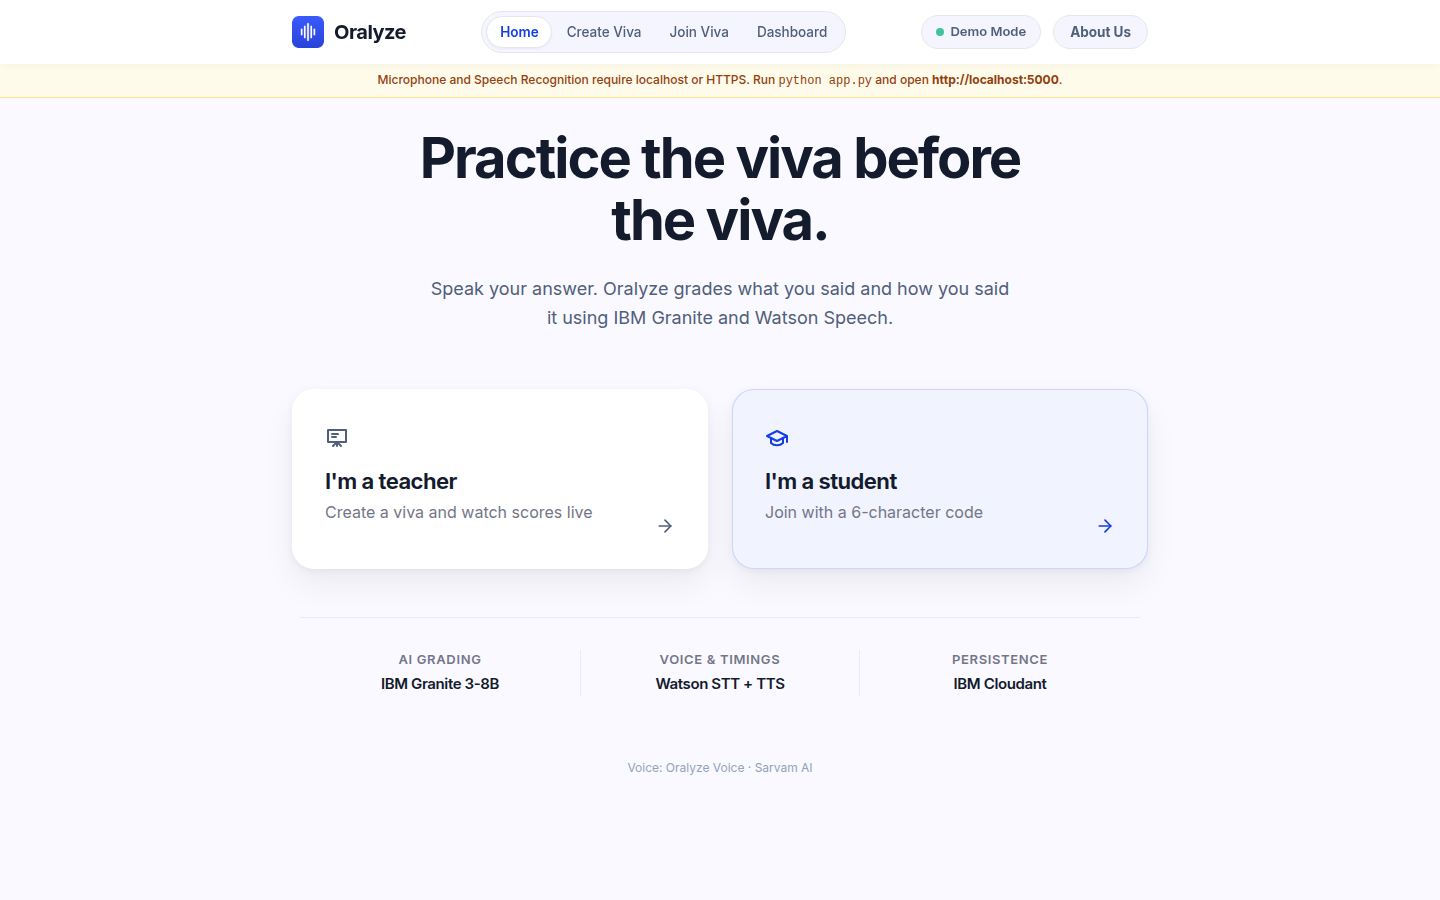 Oralyze
Home
Create Viva
Join Viva
Dashboard
Demo Mode
About Us
Microphone and Speech Recognition require localhost or HTTPS. Run python app.py and open http://localhost:5000.
Practice the viva before
the viva.
Speak your answer. Oralyze grades what you said and how you said
it using IBM Granite and Watson Speech.
I'm a teacher
Create a viva and watch scores live
I'm a student
Join with a 6-character code
AI GRADING
IBM Granite 3-8B
VOICE & TIMINGS
Watson STT + TTS
PERSISTENCE
IBM Cloudant
Voice: Oralyze Voice · Sarvam AI